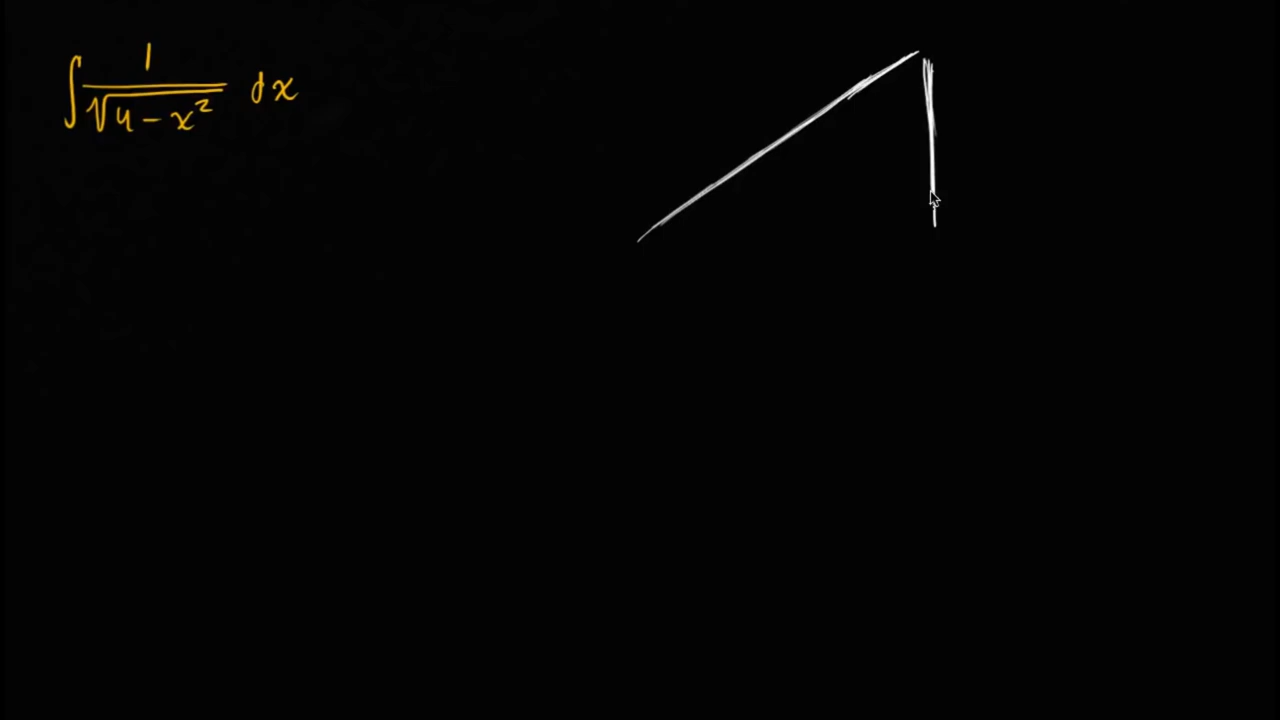 ∫ 1/√(4 - x²) dx